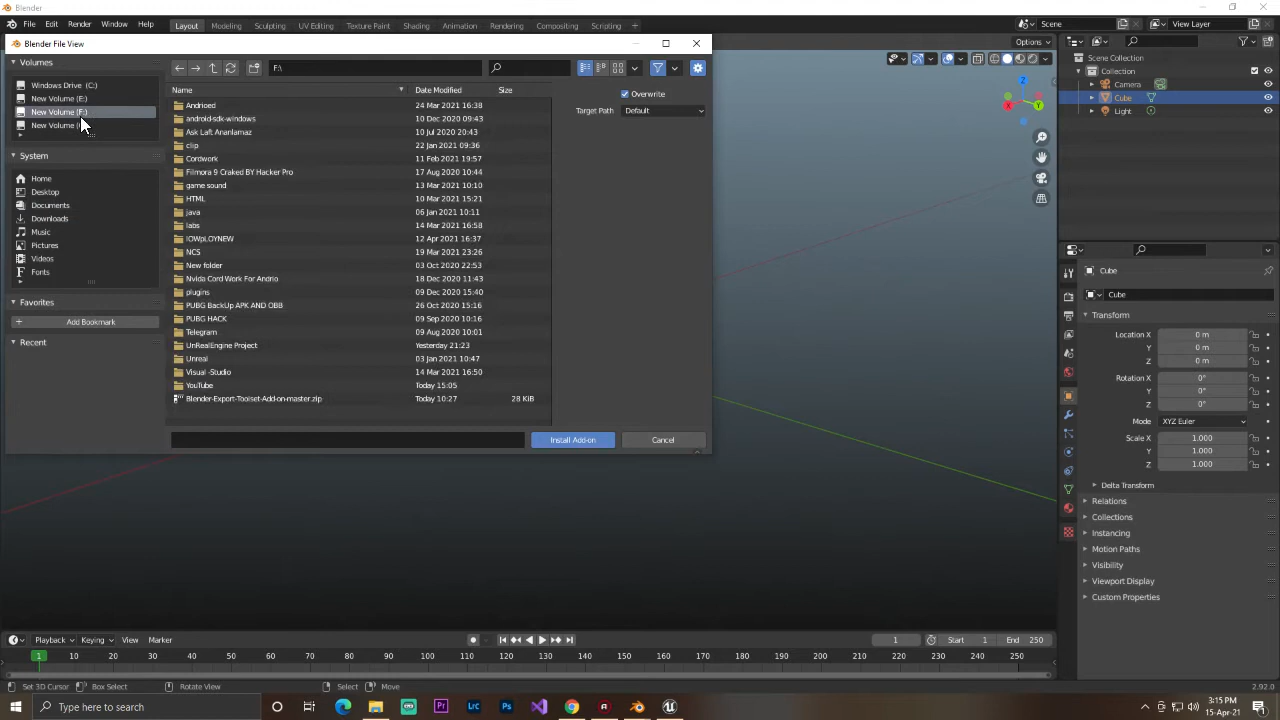 Blender
File Edit Render Window Help Layout Modeling Sculpting UV Editing Texture Paint Shading Animation Rendering Compositing Scripting + Scene View Layer
Blender File View
Options
Volumes
F:\
Scene Collection
Collection
Camera
Cube
Light
Windows Drive (C:)
New Volume (E:)
New Volume (F:)
New Volume
System
Home
Desktop
Documents
Downloads
Music
Pictures
Videos
Fonts
Favorites
+ Add Bookmark
Recent
Name Date Modified Size
Andrioed 24 Mar 2021 16:38
android-sdk-windows 10 Dec 2020 09:43
Ask Laft Ananlamaz 10 Jul 2020 20:43
clip 22 Jan 2021 09:36
Cordwork 11 Feb 2021 19:57
Filmora 9 Craked BY Hacker Pro 17 Aug 2020 10:44
game sound 13 Mar 2021 10:10
HTML 10 Mar 2021 15:21
java 06 Jan 2021 10:11
labs 14 Mar 2021 16:58
lOWpLOYNEW 12 Apr 2021 16:37
NCS 19 Mar 2021 23:26
New folder 03 Oct 2020 22:53
Nvida Cord Work For Andrio 18 Dec 2020 11:43
plugins 09 Dec 2020 15:40
PUBG BackUp APK AND OBB 26 Oct 2020 15:16
PUBG HACK 09 Sep 2020 10:16
Telegram 09 Aug 2020 10:01
UnRealEngine Project Yesterday 21:23
Unreal 03 Jan 2021 10:47
Visual -Studio 14 Mar 2021 16:50
YouTube Today 15:05
Blender-Export-Toolset-Add-on-master.zip Today 10:27 28 KiB
Overwrite
Target Path Default
Install Add-on Cancel
Z
X Y
Cube
Cube
Transform
Location X 0 m
Y 0 m
Z 0 m
Rotation X 0°
Y 0°
Z 0°
Mode XYZ Euler
Scale X 1.000
Y 1.000
Z 1.000
Delta Transform
Relations
Collections
Instancing
Motion Paths
Visibility
Viewport Display
Custom Properties
Playback Keying View Marker 1 Start 1 End 250
1 10 20 30 40 50 60 70 80 90 100 110 120 130 140 150 160 170 180 190 200 210 220 230 240 250
Set 3D Cursor Box Select Rotate View Select Move 2.92.0
Type here to search Pr Lrc Ps
3:15 PM
15-Apr-21